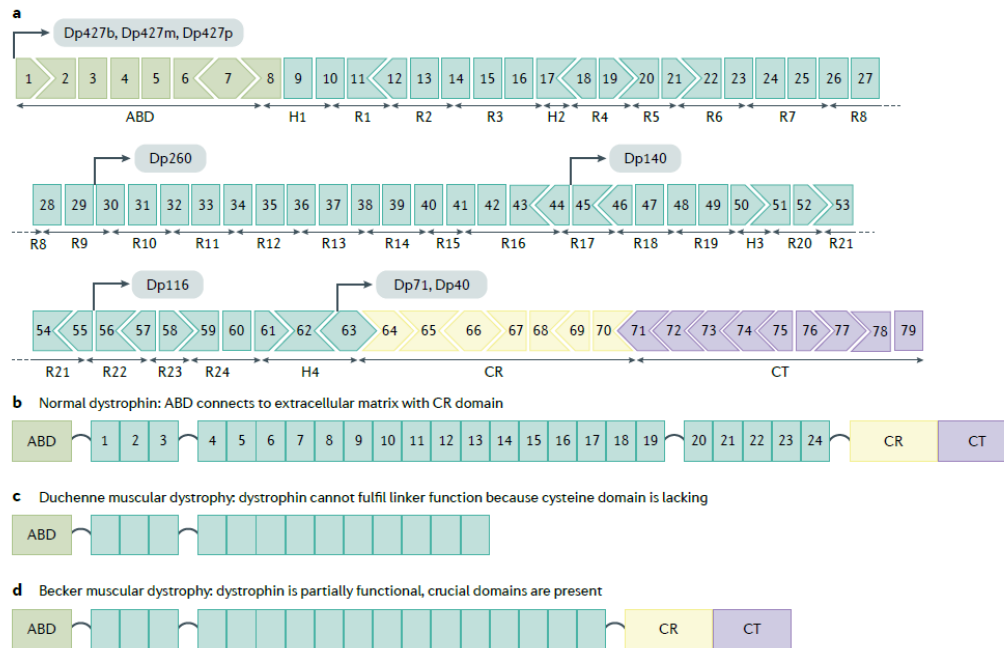 a
Dp427b, Dp427m, Dp427p
1 2 3 4 5 6 7 8 9 10 11 12 13 14 15 16 17 18 19 20 21 22 23 24 25 26 27
ABD H1 R1 R2 R3 H2 R4 R5 R6 R7 R8
Dp260 Dp140
28 29 30 31 32 33 34 35 36 37 38 39 40 41 42 43 44 45 46 47 48 49 50 51 52 53
R8 R9 R10 R11 R12 R13 R14 R15 R16 R17 R18 R19 H3 R20 R21
Dp116 Dp71, Dp40
54 55 56 57 58 59 60 61 62 63 64 65 66 67 68 69 70 71 72 73 74 75 76 77 78 79
R21 R22 R23 R24 H4 CR CT
b Normal dystrophin: ABD connects to extracellular matrix with CR domain
ABD 1 2 3 4 5 6 7 8 9 10 11 12 13 14 15 16 17 18 19 20 21 22 23 24 CR CT
c Duchenne muscular dystrophy: dystrophin cannot fulfil linker function because cysteine domain is lacking
ABD
d Becker muscular dystrophy: dystrophin is partially functional, crucial domains are present
ABD CR CT